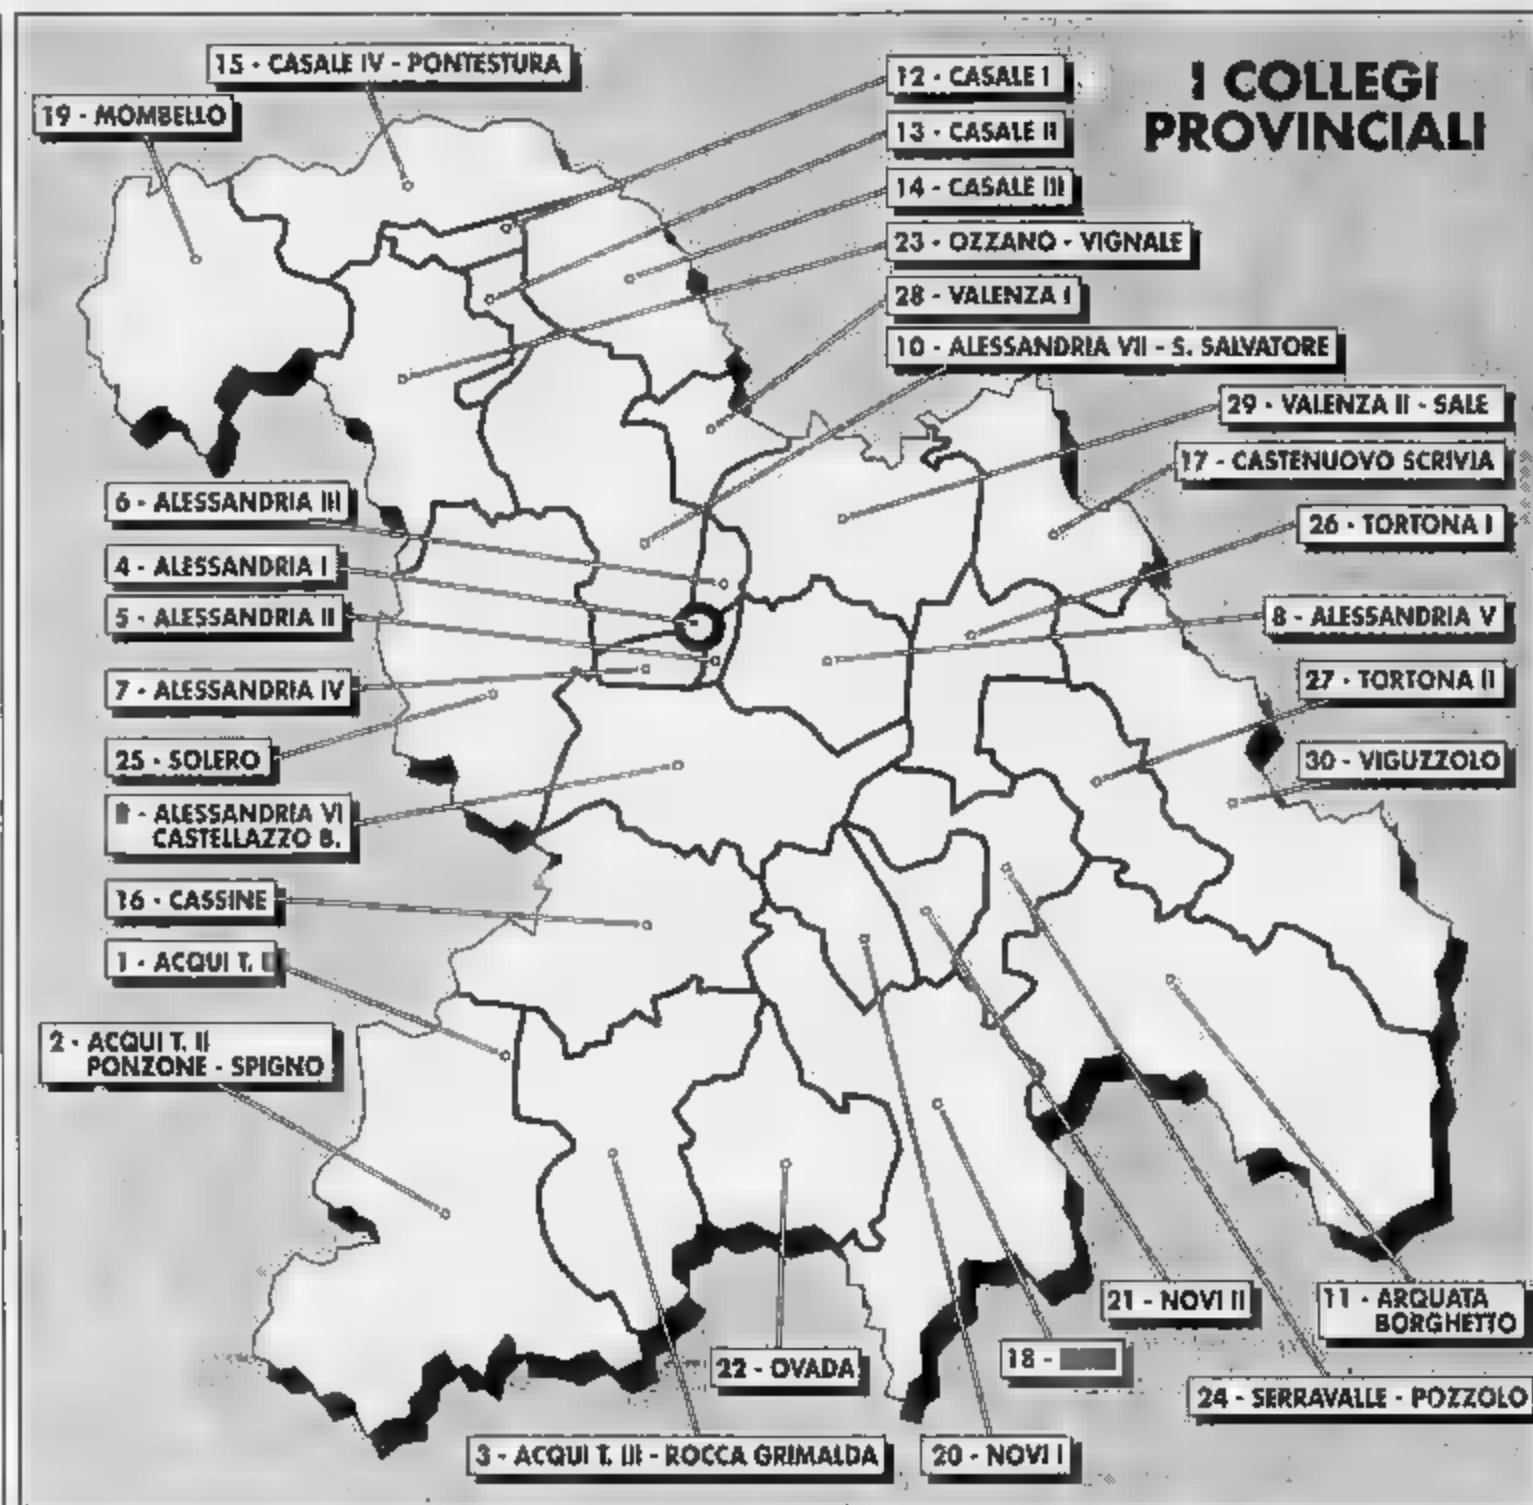 I COLLEGI
PROVINCIALI
15 - CASALE IV - PONTESTURA
19 - MOMBELLO
12 - CASALE I
13 - CASALE II
14 - CASALE III
23 - OZZANO - VIGNALE
28 - VALENZA I
10 - ALESSANDRIA VII - S. SALVATORE
29 - VALENZA II - SALE
17 - CASTENUOVO SCRIVIA
26 - TORTONA I
8 - ALESSANDRIA V
27 - TORTONA II
30 - VIGUZZOLO
6 - ALESSANDRIA III
4 - ALESSANDRIA I
5 - ALESSANDRIA II
7 - ALESSANDRIA IV
25 - SOLERO
- ALESSANDRIA VI
CASTELLAZZO B.
16 - CASSINE
1 - ACQUI T.
2 - ACQUI T. II
PONZONE - SPIGNO
21 - NOVI II
11 - ARQUATA
BORGHETTO
18 -
22 - OVADA
24 - SERRAVALLE - POZZOLO
3 - ACQUI T. III - ROCCA GRIMALDA
20 - NOVI I